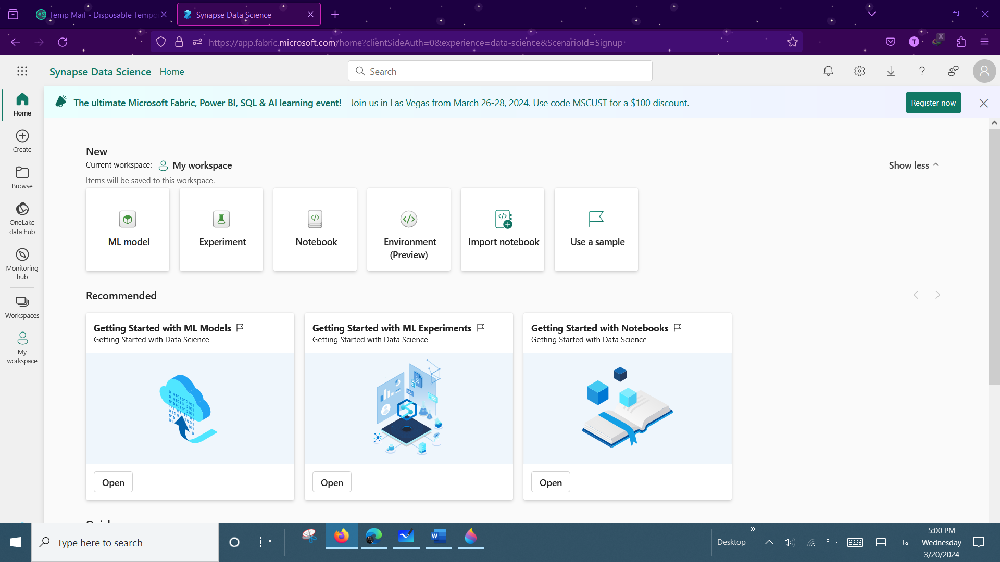 Temp Mail - Disposable Tempo
Synapse Data Science
https://app.fabric.microsoft.com/home?clientSideAuth=0&experience=data-science&ScenarioId=Signup
T
X
Synapse Data Science Home
Search
The ultimate Microsoft Fabric, Power BI, SQL & AI learning event! Join us in Las Vegas from March 26-28, 2024. Use code MSCUST for a $100 discount.
Register now
Home
Create
Browse
OneLake
data hub
Monitoring
hub
Workspaces
My
workspace
New
Current workspace: My workspace
Show less
Items will be saved to this workspace.
ML model
Experiment
Notebook
Environment
(Preview)
Import notebook
Use a sample
Recommended
Getting Started with ML Models
Getting Started with Data Science
Open
Getting Started with ML Experiments
Getting Started with Data Science
Open
Getting Started with Notebooks
Getting Started with Data Science
Open
Type here to search
Desktop
فا
5:00 PM
Wednesday
3/20/2024